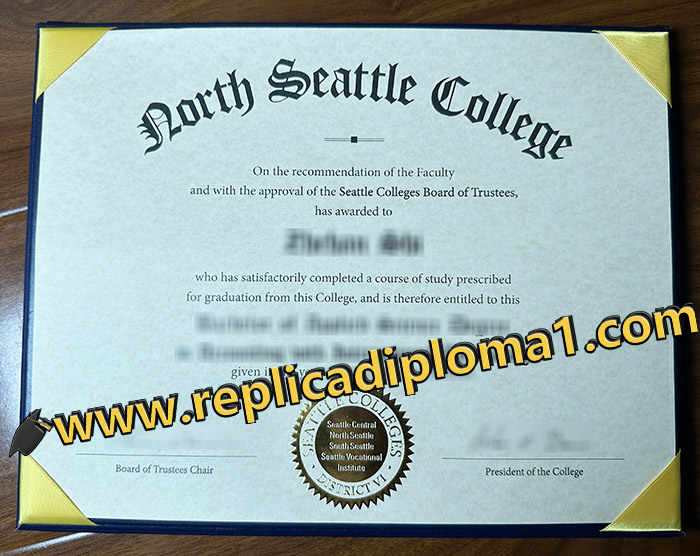 North Seattle College
On the recommendation of the Faculty
and with the approval of the Seattle Colleges Board of Trustees,
has awarded to
who has satisfactorily completed a course of study prescribed
for graduation from this College, and is therefore entitled to this
www.replicadiploma1.com
given in
SEATTLE COLLEGES
Seattle Central
North Seattle
South Seattle
Seattle Vocational
Institute
DISTRICT VI
Board of Trustees Chair
President of the College